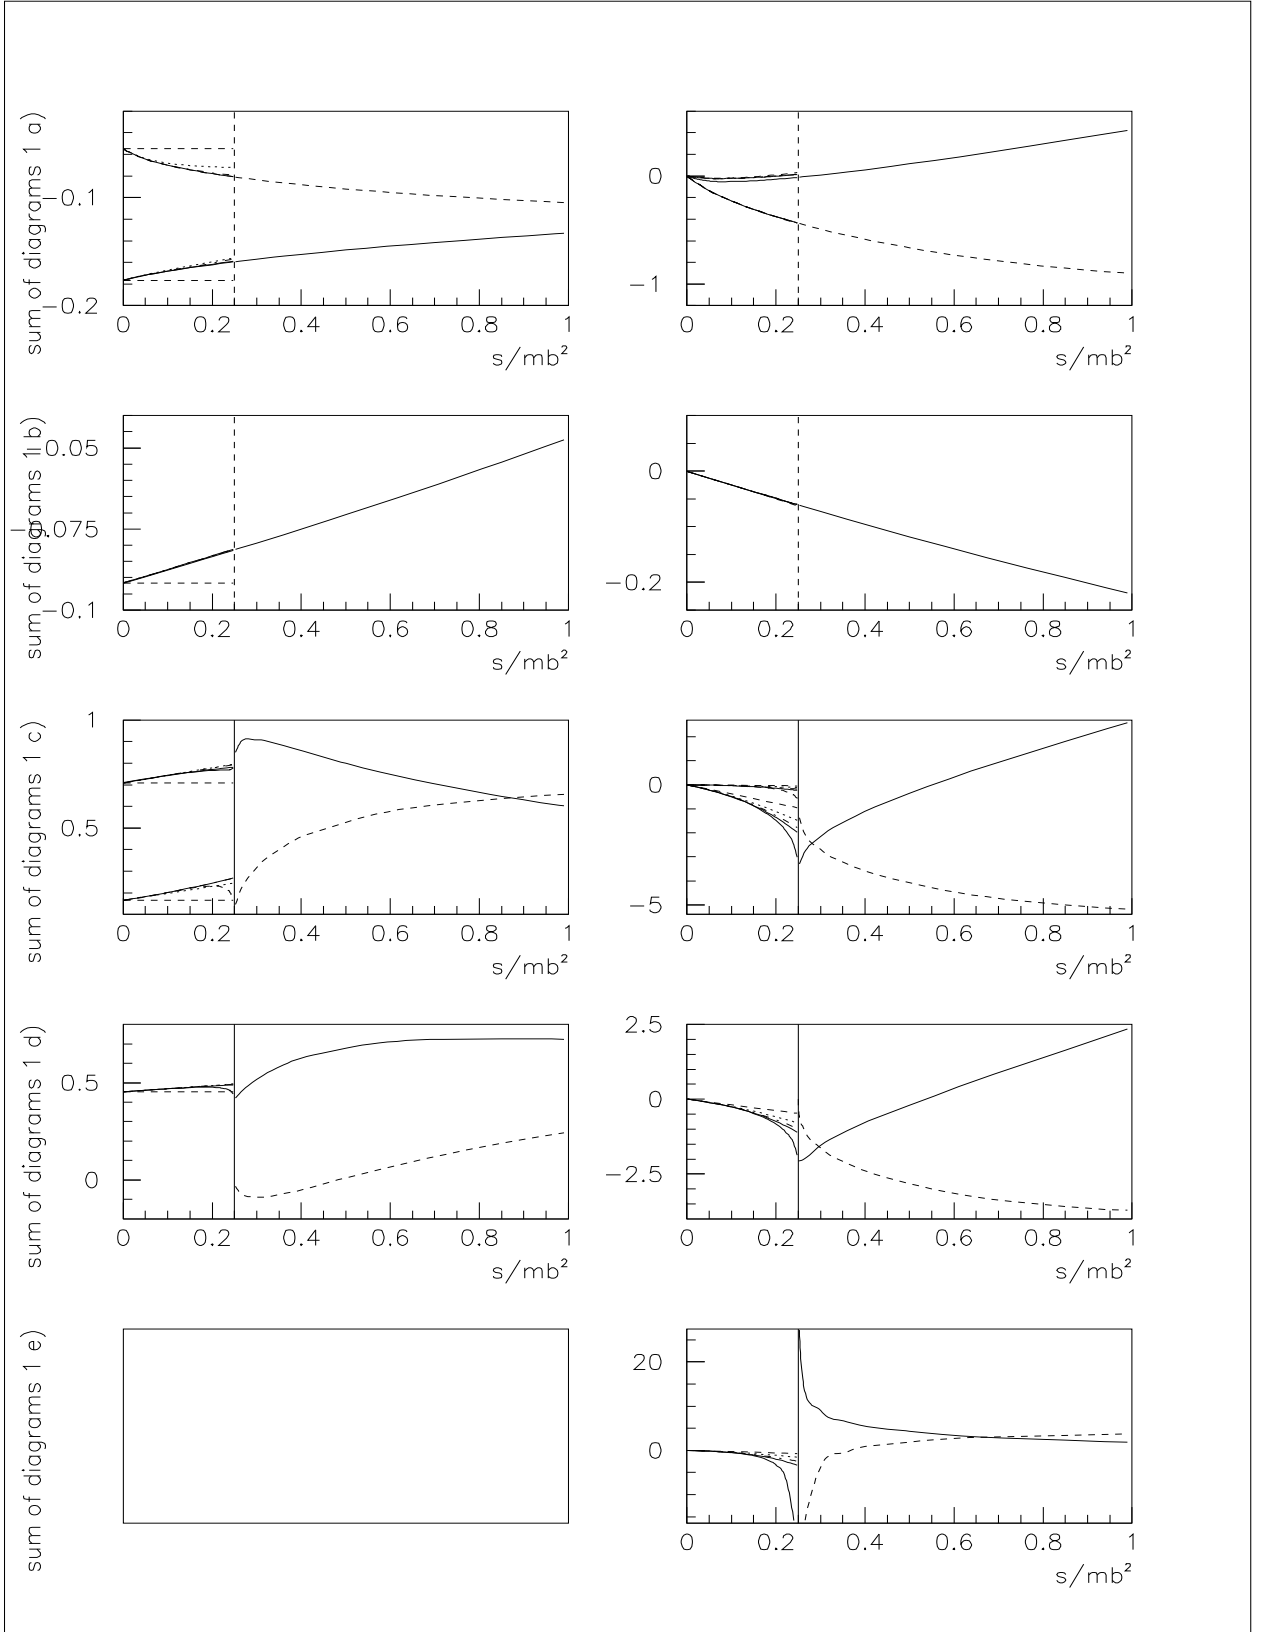 sum of diagrams 1 a)
−0.1
−0.2
0 0.2 0.4 0.6 0.8 1
s/mb²
0
−1
0 0.2 0.4 0.6 0.8 1
s/mb²
sum of diagrams 1 b)
−0.05
−0.075
−0.1
0 0.2 0.4 0.6 0.8 1
s/mb²
0
−0.2
0 0.2 0.4 0.6 0.8 1
s/mb²
sum of diagrams 1 c)
1
0.5
0 0.2 0.4 0.6 0.8 1
s/mb²
0
−5
0 0.2 0.4 0.6 0.8 1
s/mb²
sum of diagrams 1 d)
0.5
0
0 0.2 0.4 0.6 0.8 1
s/mb²
2.5
0
−2.5
0 0.2 0.4 0.6 0.8 1
s/mb²
sum of diagrams 1 e)
20
0
0 0.2 0.4 0.6 0.8 1
s/mb²